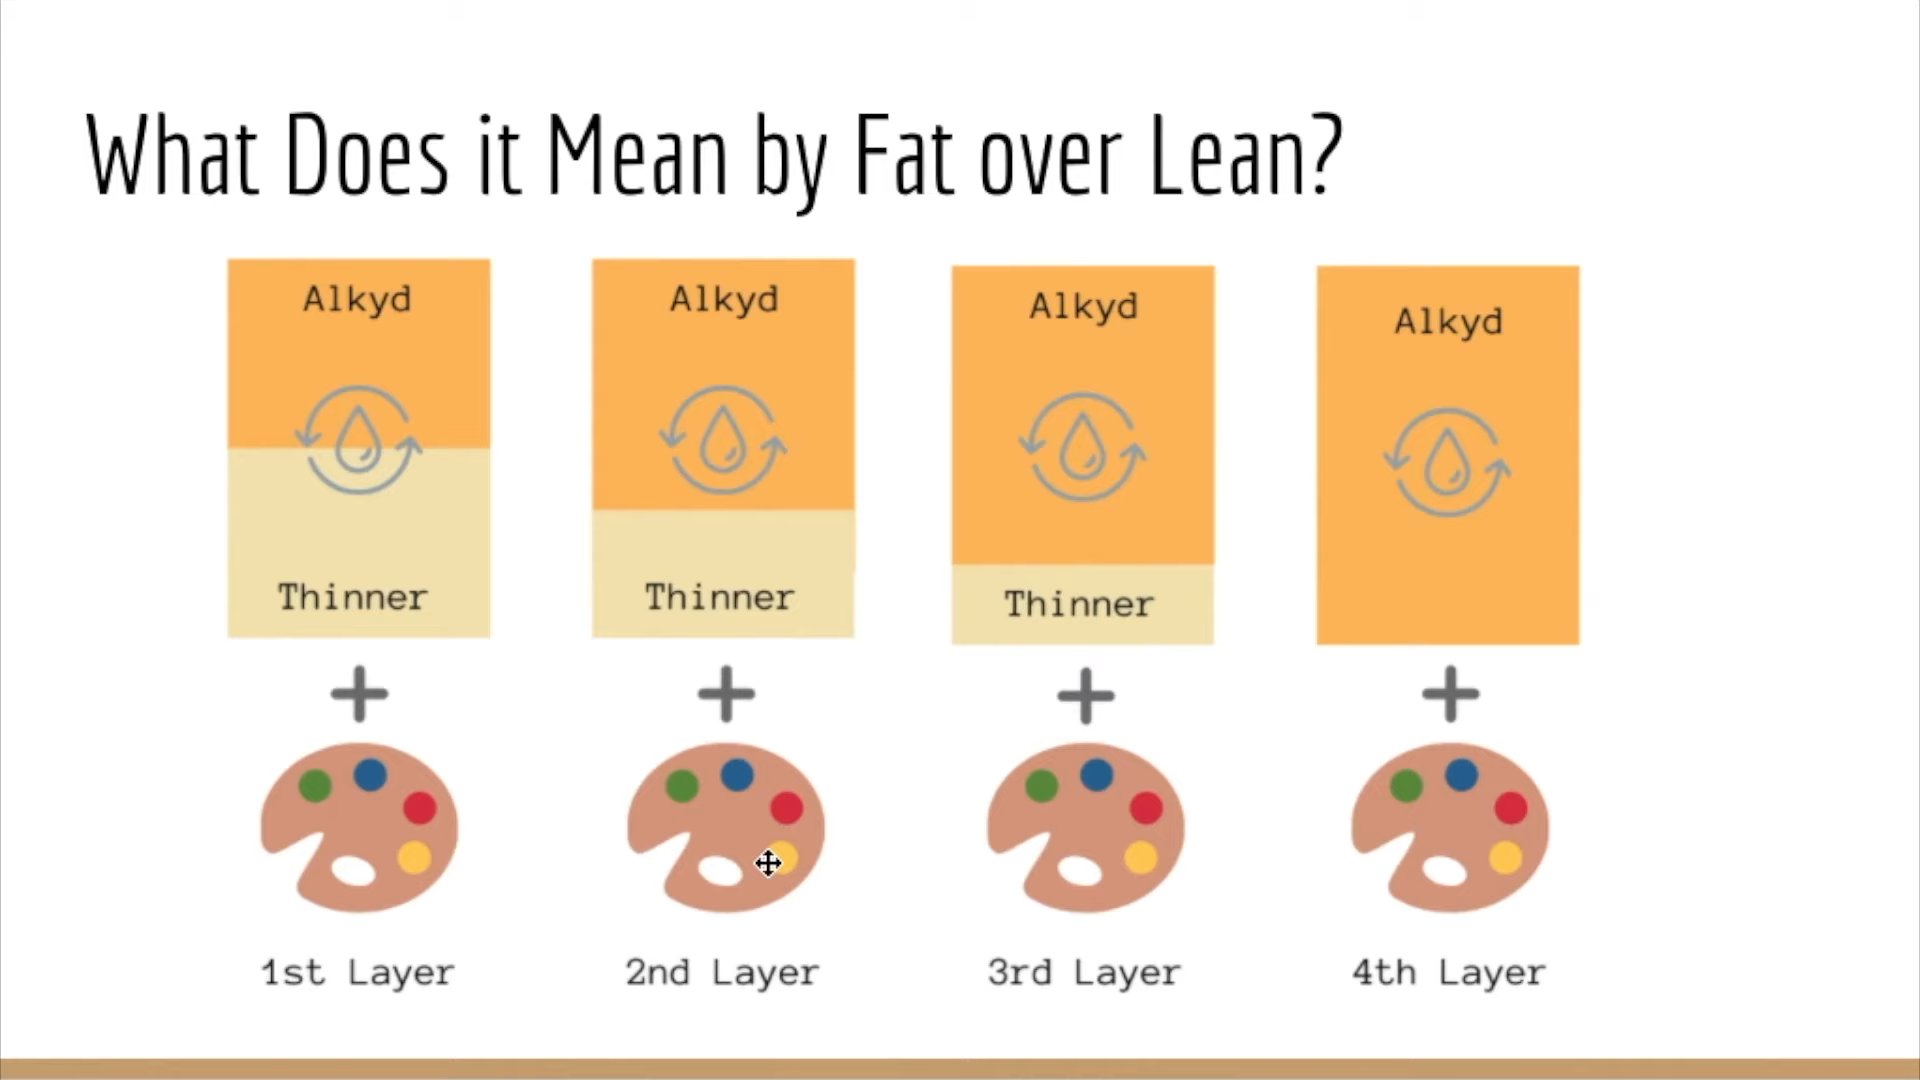 What Does it Mean by Fat over Lean?
Alkyd
Alkyd
Alkyd
Alkyd
Thinner
Thinner
Thinner
1st Layer
2nd Layer
3rd Layer
4th Layer